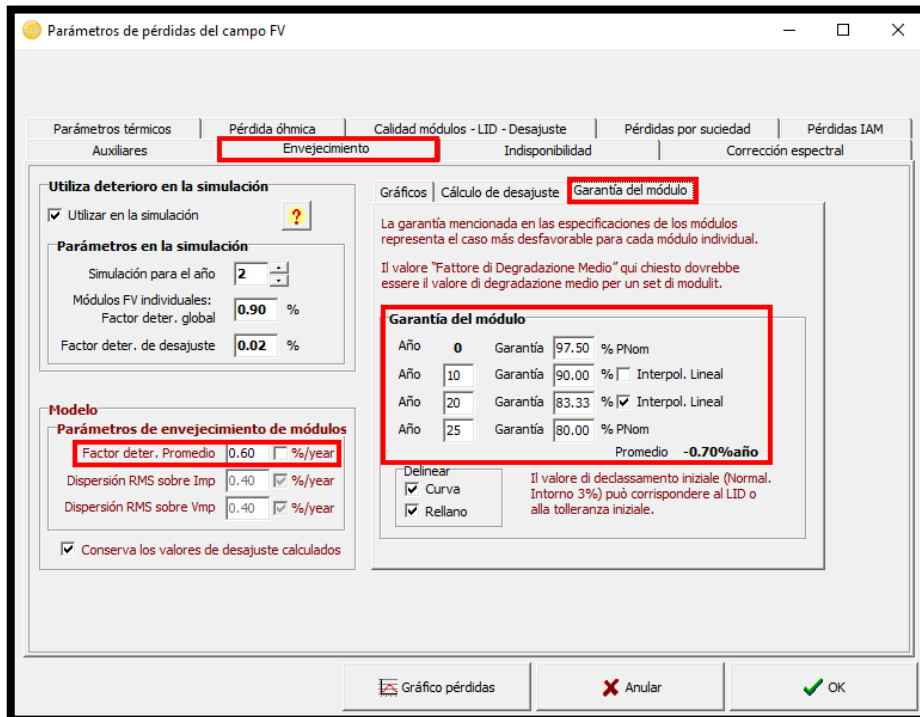 Parámetros de pérdidas del campo FV
Parámetros térmicos
Pérdida óhmica
Calidad módulos - LID - Desajuste
Pérdidas por suciedad
Pérdidas IAM
Auxiliares
Envejecimiento
Indisponibilidad
Corrección espectral
Utiliza deterioro en la simulación
Utilizar en la simulación
?
Parámetros en la simulación
Simulación para el año 2
Módulos FV individuales:
Factor deter. global 0.90 %
Factor deter. de desajuste 0.02 %
Modelo
Parámetros de envejecimiento de módulos
Factor deter. Promedio 0.60 %/year
Dispersión RMS sobre Imp 0.40 %/year
Dispersión RMS sobre Vmp 0.40 %/year
Conserva los valores de desajuste calculados
Gráficos
Cálculo de desajuste
Garantía del módulo
La garantía mencionada en las especificaciones de los módulos
representa el caso más desfavorable para cada módulo individual.
Il valore "Fattore di Degradazione Medio" qui chiesto dovrebbe
essere il valore di degradazione medio per un set di modulit.
Garantía del módulo
Año 0 Garantía 97.50 % PNom
Año 10 Garantía 90.00 % Interpol. Lineal
Año 20 Garantía 83.33 % Interpol. Lineal
Año 25 Garantía 80.00 % PNom
Promedio -0.70%año
Delinear
Curva
Rellano
Il valore di declassamento iniziale (Normal.
Intorno 3%) può corrispondere al LID o
alla tolleranza iniziale.
Gráfico pérdidas
Anular
OK